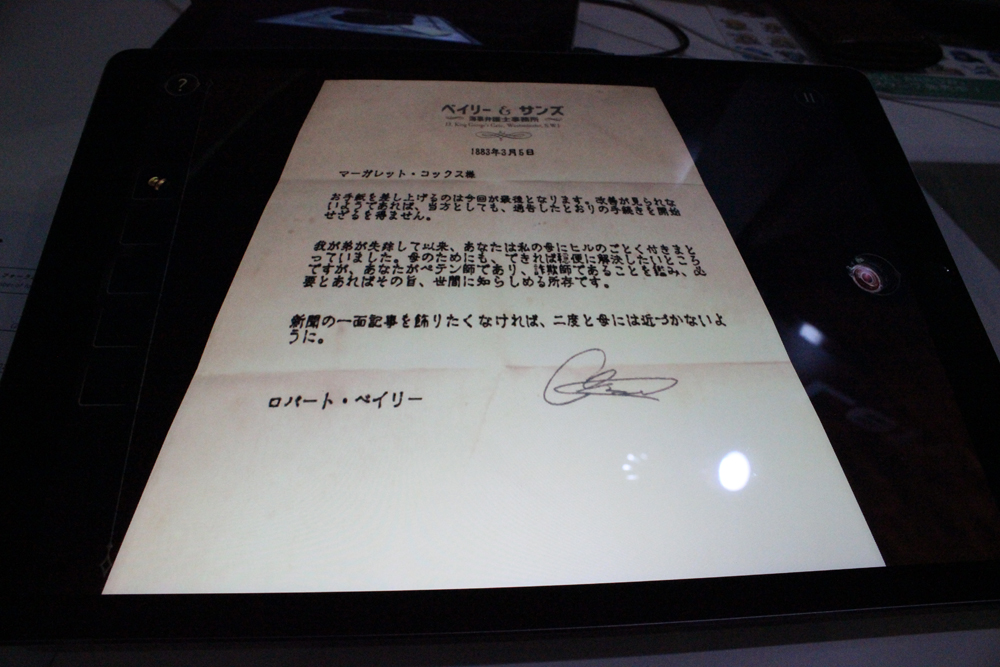 ?
ベイリー & サンズ
法廷弁護士事務所
1883年3月5日
マーガレット・コックス様
お手紙を差し上げるのは今回が最後となります。改善が見られな
いようであれば、当方としても、通告したとおりの手続きを開始
せざるを得ません。
我が弟が失踪して以来、あなたは私の母にヒルのごとく付きまと
っていました。母のためにも、できれば穏便に解決したいところ
ですが、あなたがペテン師であり、詐欺師であることを鑑み、必
要とあればその旨、世間に知らしめる所存です。
新聞の一面記事を飾りたくなければ、二度と母には近づかないよ
うに。
ロバート・ベイリー